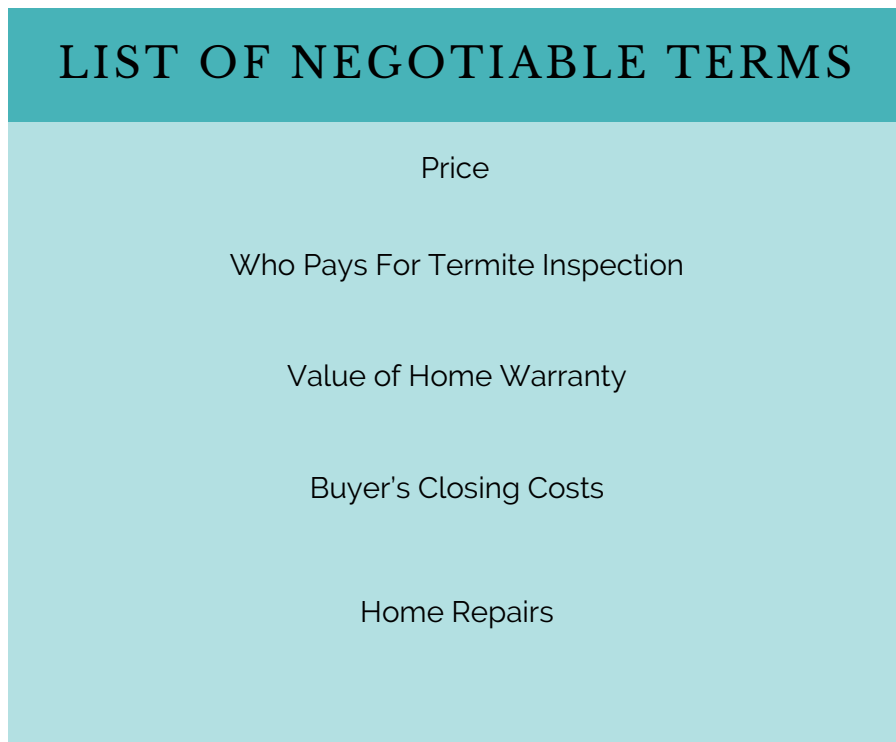 LIST OF NEGOTIABLE TERMS
Price
Who Pays For Termite Inspection
Value of Home Warranty
Buyer’s Closing Costs
Home Repairs